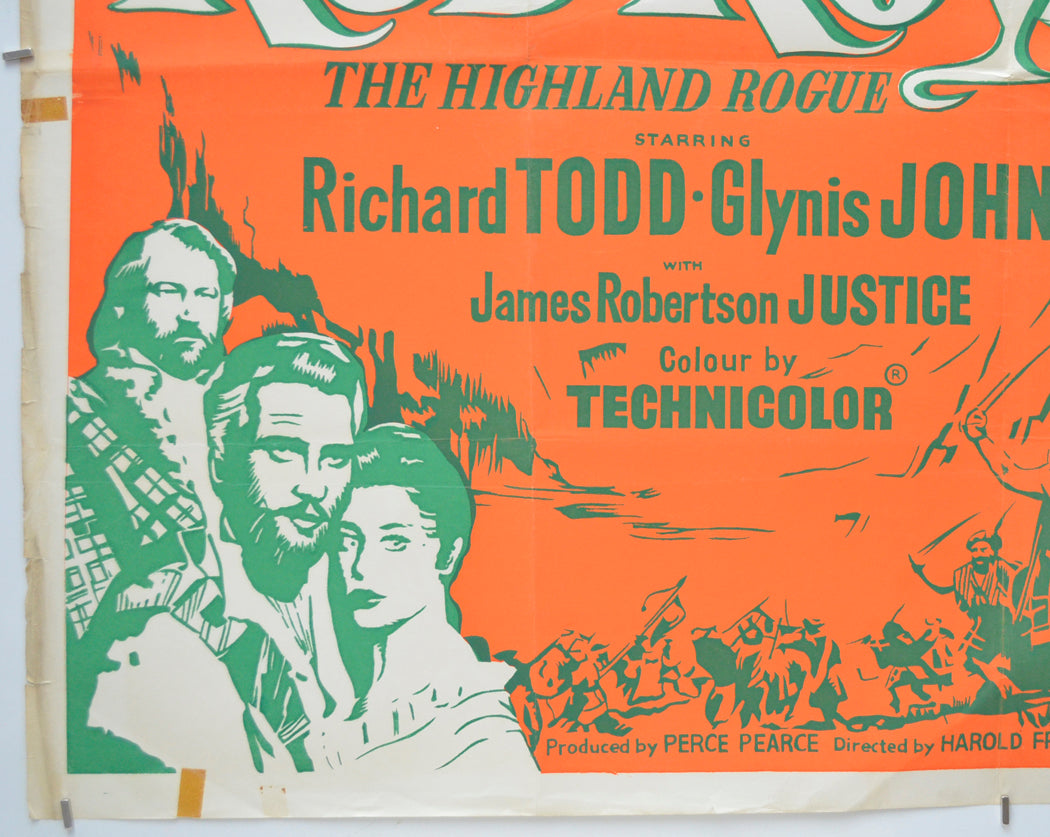 THE HIGHLAND ROGUE
STARRING
Richard TODD · Glynis JOHN
WITH
James Robertson JUSTICE
Colour by
TECHNICOLOR ®
Produced by PERCE PEARCE Directed by HAROLD FR